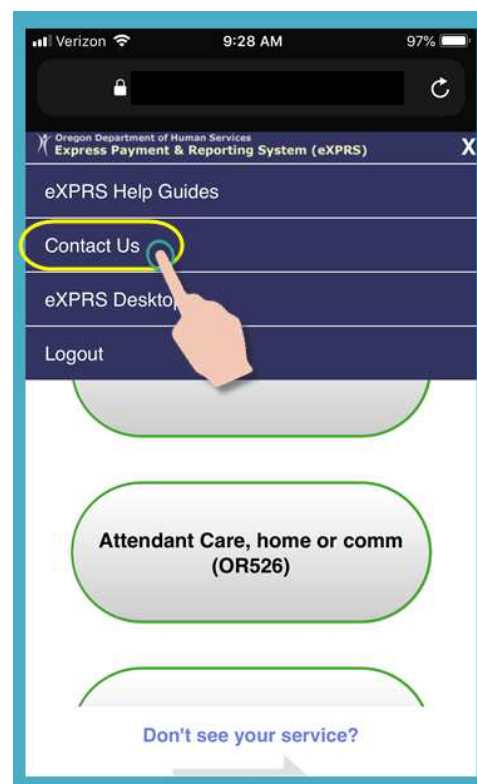 Verizon 9:28 AM 97%
Oregon Department of Human Services
Express Payment & Reporting System (eXPRS) X
eXPRS Help Guides
Contact Us
eXPRS Deskto
Logout
Attendant Care, home or comm
(OR526)
Don't see your service?